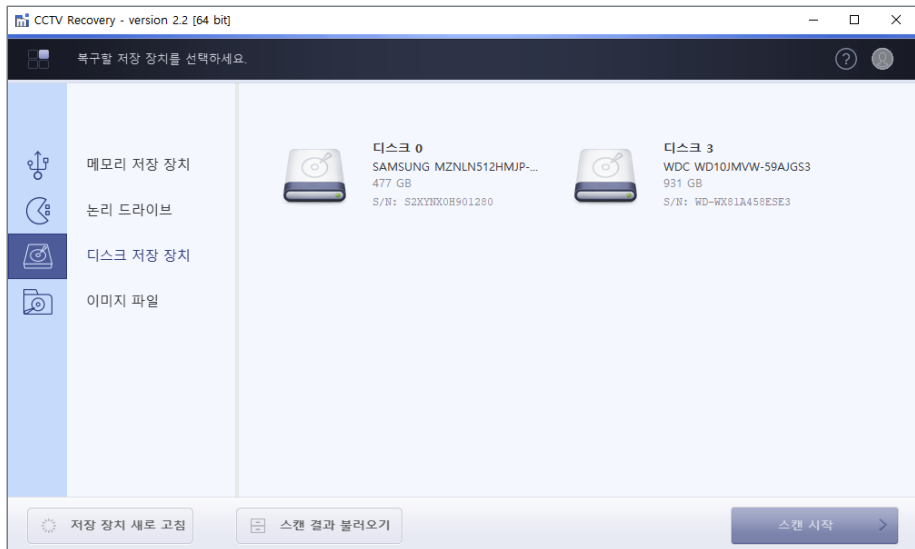 CCTV Recovery - version 2.2 [64 bit]
복구할 저장 장치를 선택하세요.
메모리 저장 장치
논리 드라이브
디스크 저장 장치
이미지 파일
디스크 0
SAMSUNG MZNLN512HMJP-...
477 GB
S/N: S2XYNX0H901280
디스크 3
WDC WD10JMVW-59AJGS3
931 GB
S/N: WD-WX81A458ESE3
저장 장치 새로 고침
스캔 결과 불러오기
스캔 시작